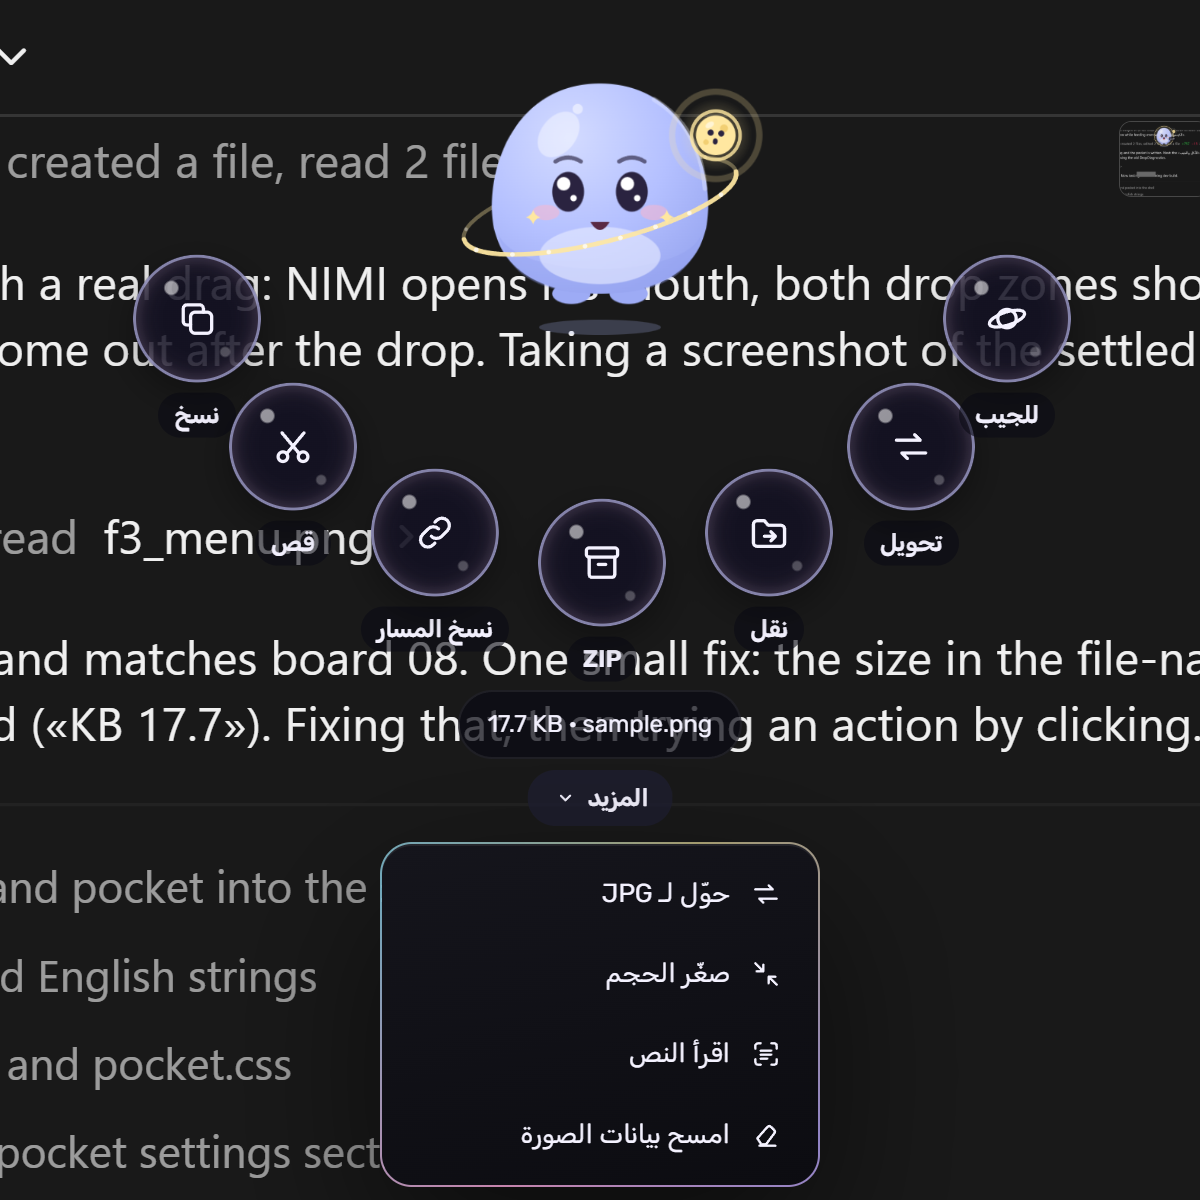 created a file, read 2 file
h a real drag: NIMI opens its mouth, both drop zones sho
ome out after the drop. Taking a screenshot of the settled
نسخ
للجيب
قص
تحويل
read f3_menu.png
نسخ المسار
نقل
ZIP
and matches board 08. One small fix: the size in the file-na
d («KB 17.7»). Fixing that, then trying an action by clicking.
17.7 KB • sample.png
المزيد
and pocket into the
حوّل لـ JPG
d English strings
صغّر الحجم
and pocket.css
اقرأ النص
pocket settings sect
امسح بيانات الصورة